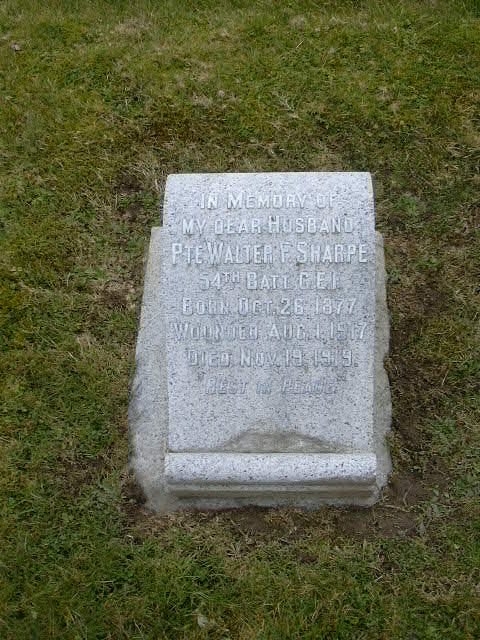 IN MEMORY OF
MY DEAR HUSBAND
PTE WALTER F. SHARPE
54TH BATT. C.E.F.
BORN OCT. 26, 1877
WOUNDED AUG. 1, 1917
DIED NOV. 19, 1919.
"REST IN PEACE."